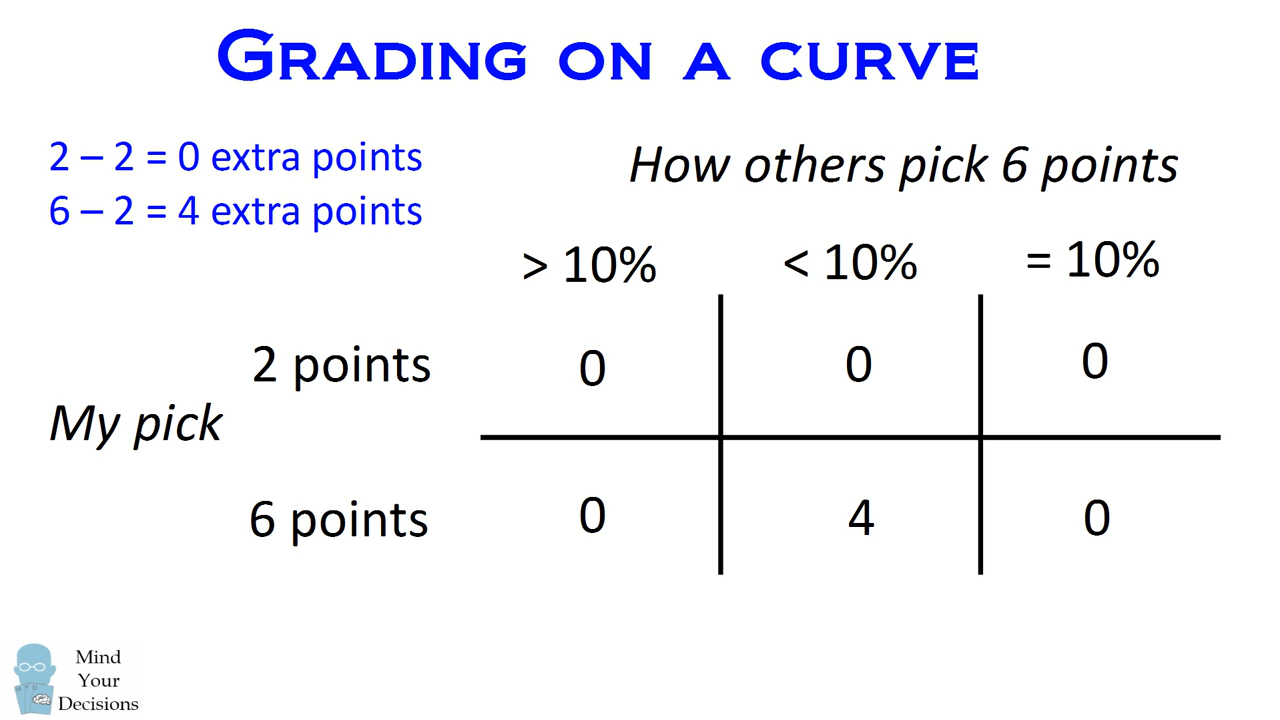 GRADING ON A CURVE
2 – 2 = 0 extra points
6 – 2 = 4 extra points
How others pick 6 points
> 10% < 10% = 10%
2 points 0 0 0
My pick
6 points 0 4 0
Mind
Your
Decisions